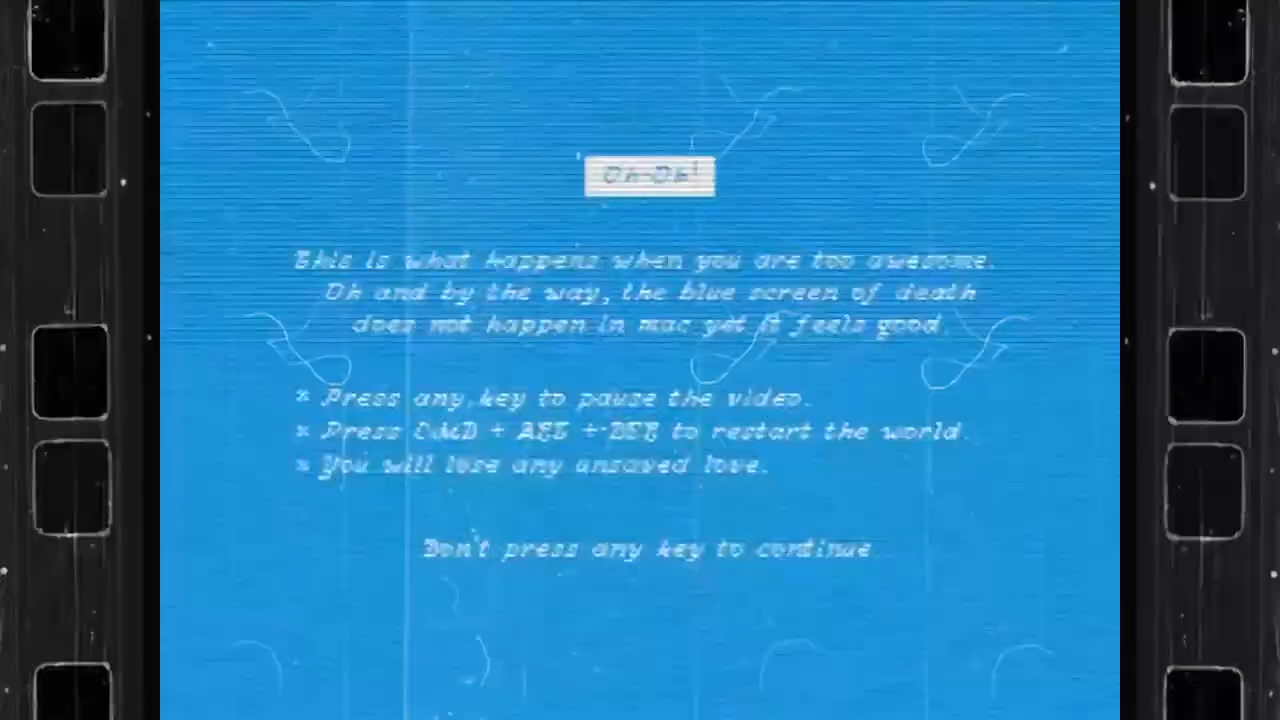 Oh-Oh!
This is what happens when you are too awesome.
Oh and by the way, the blue screen of death
does not happen in mac yet it feels good
* Press any key to pause the video.
* Press CMD + ALT + DEL to restart the world.
* You will lose any unsaved love.
Don't press any key to continue